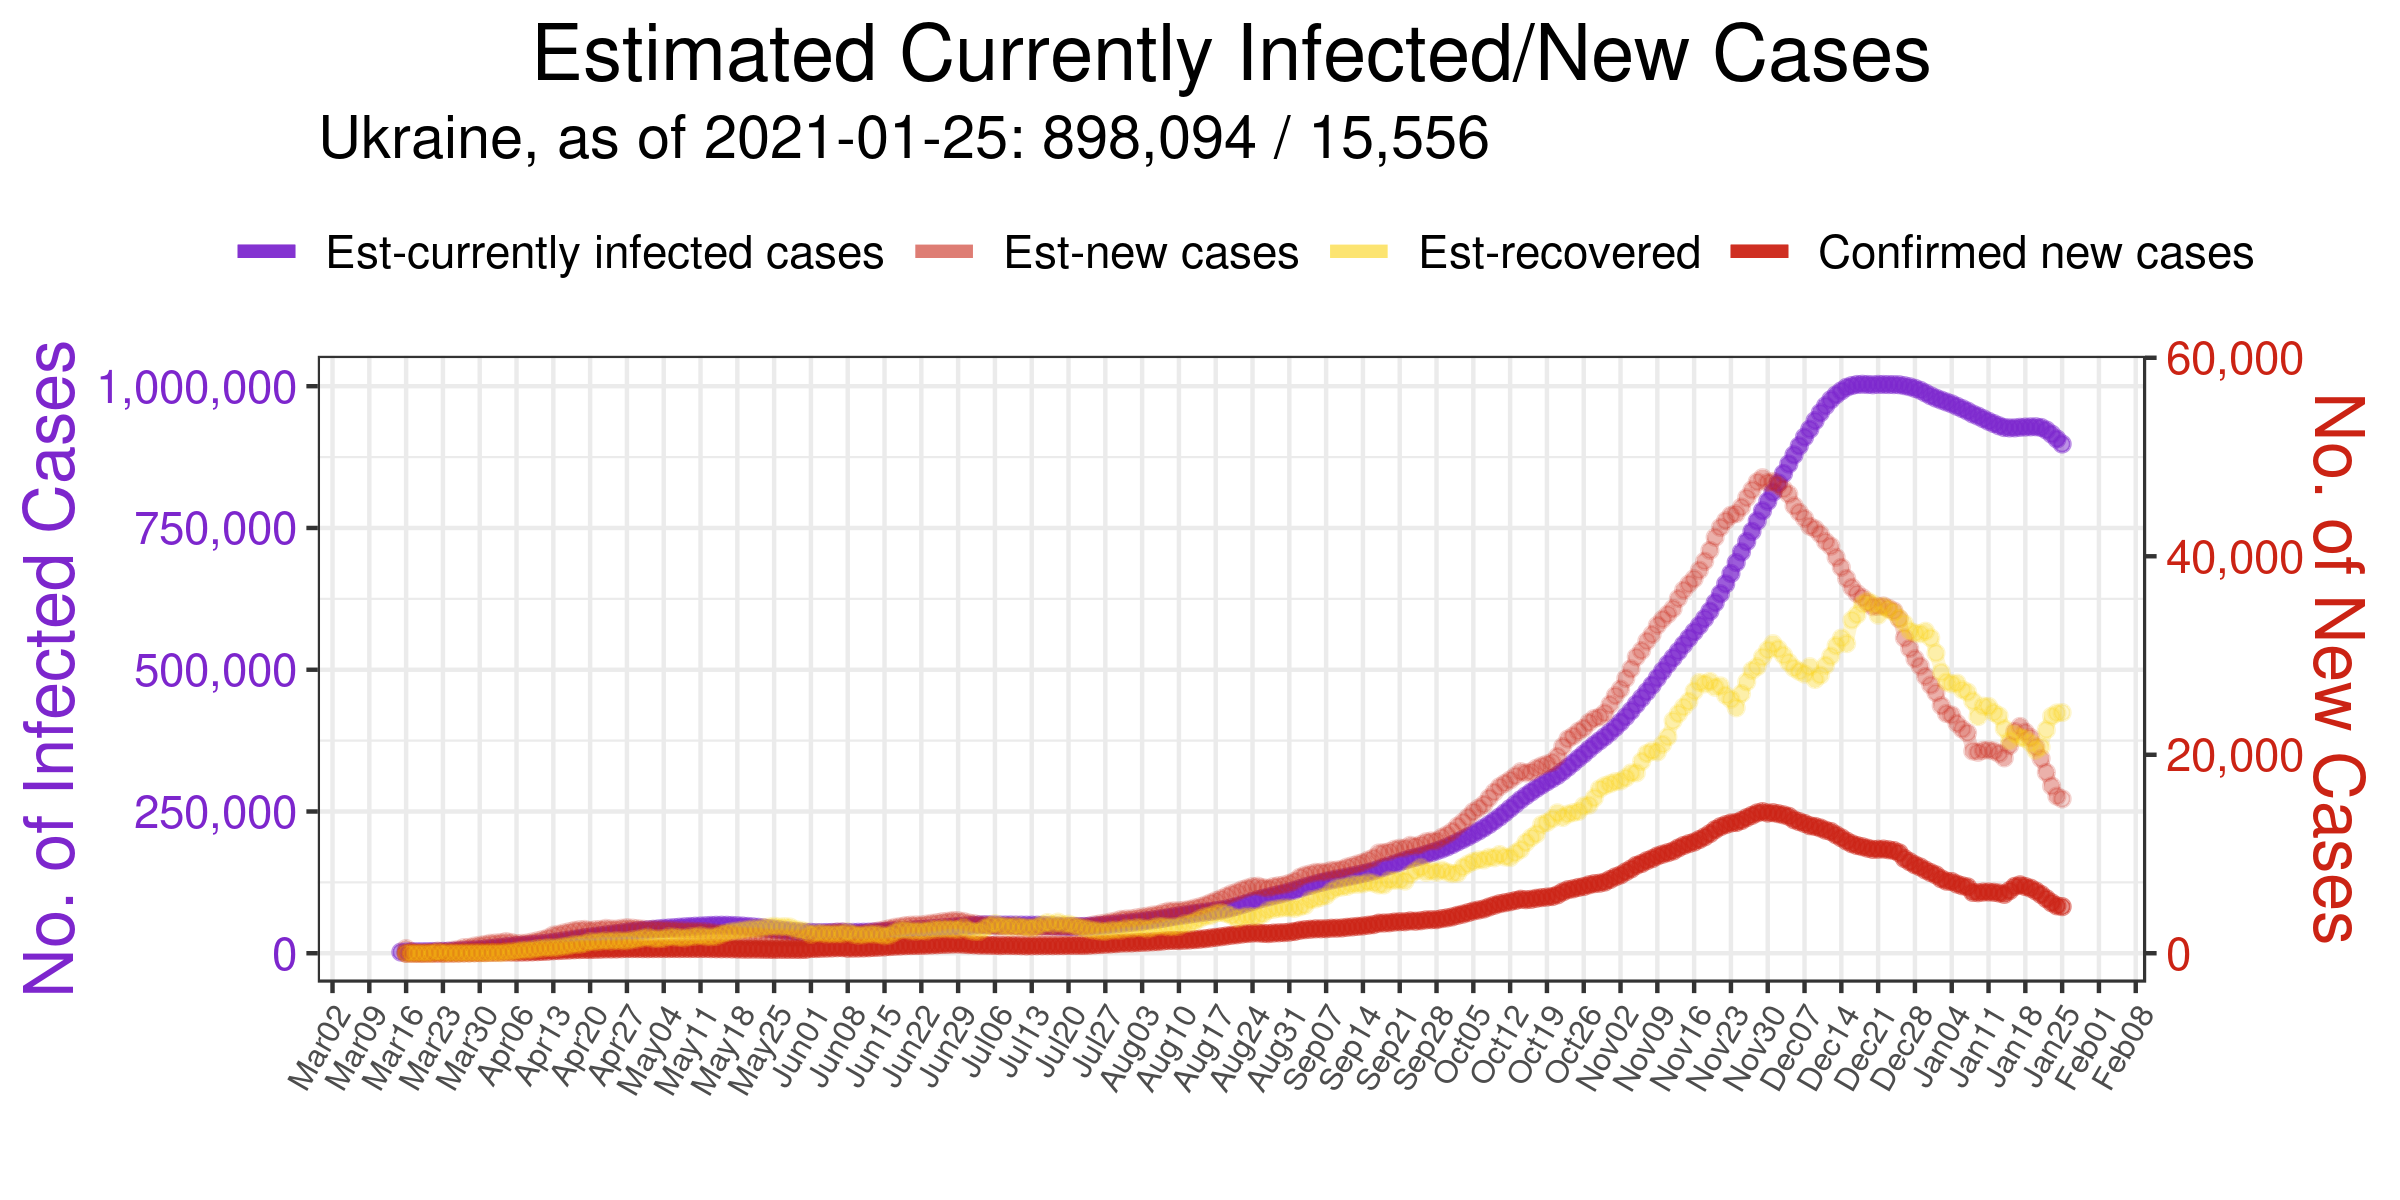 Estimated Currently Infected/New Cases
Ukraine, as of 2021-01-25: 898,094 / 15,556
Est-currently infected cases Est-new cases Est-recovered Confirmed new cases
No. of Infected Cases
1,000,000
750,000
500,000
250,000
0
60,000
40,000
20,000
0
No. of New Cases
Mar02 Mar09 Mar16 Mar23 Mar30 Apr06 Apr13 Apr20 Apr27 May04 May11 May18 May25 Jun01 Jun08 Jun15 Jun22 Jun29 Jul06 Jul13 Jul20 Jul27 Aug03 Aug10 Aug17 Aug24 Aug31 Sep07 Sep14 Sep21 Sep28 Oct05 Oct12 Oct19 Oct26 Nov02 Nov09 Nov16 Nov23 Nov30 Dec07 Dec14 Dec21 Dec28 Jan04 Jan11 Jan18 Jan25 Feb01 Feb08